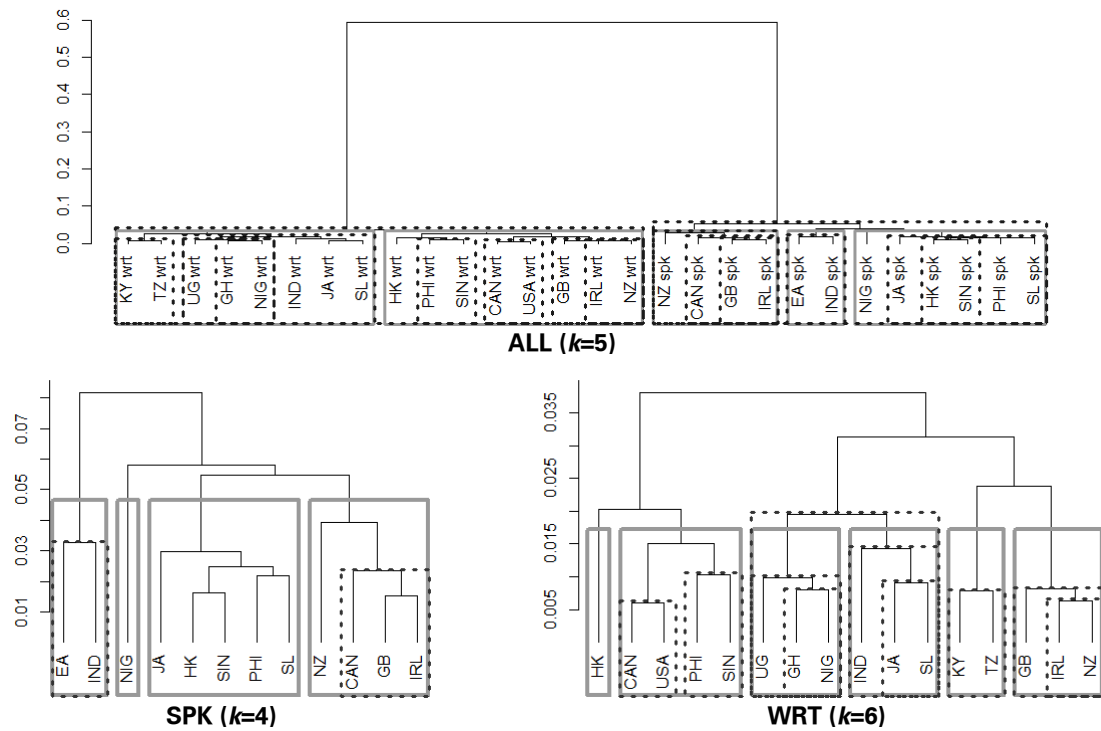 0.6
0.5
0.4
0.3
0.2
0.1
0.0
KY wrt
TZ wrt
UG wrt
GH wrt
NIG wrt
IND wrt
JA wrt
SL wrt
HK wrt
PHI wrt
SIN wrt
CAN wrt
USA wrt
GB wrt
IRL wrt
NZ wrt
NZ spk
CAN spk
GB spk
IRL spk
EA spk
IND spk
NIG spk
JA spk
HK spk
SIN spk
PHI spk
SL spk
ALL (k=5)
0.07
0.05
0.03
0.01
EA
IND
NIG
JA
HK
SIN
PHI
SL
NZ
CAN
GB
IRL
SPK (k=4)
0.035
0.025
0.015
0.005
HK
CAN
USA
PHI
SIN
UG
GH
NIG
IND
JA
SL
KY
TZ
GB
IRL
NZ
WRT (k=6)